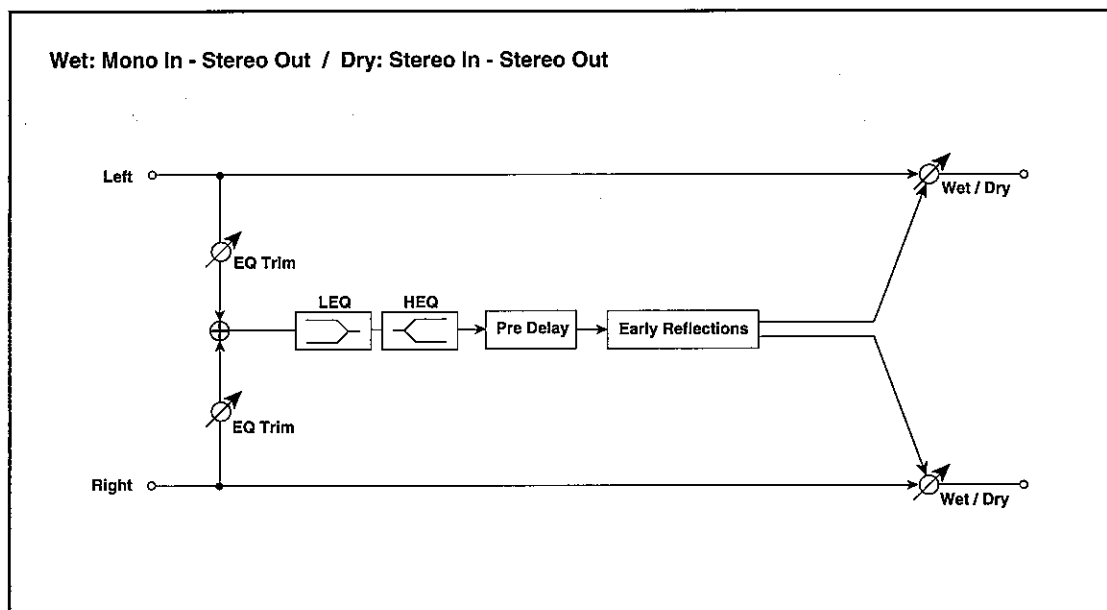 Wet: Mono In - Stereo Out / Dry: Stereo In - Stereo Out
Left
Wet / Dry
EQ Trim
LEQ
HEQ
Pre Delay
Early Reflections
EQ Trim
Right
Wet / Dry